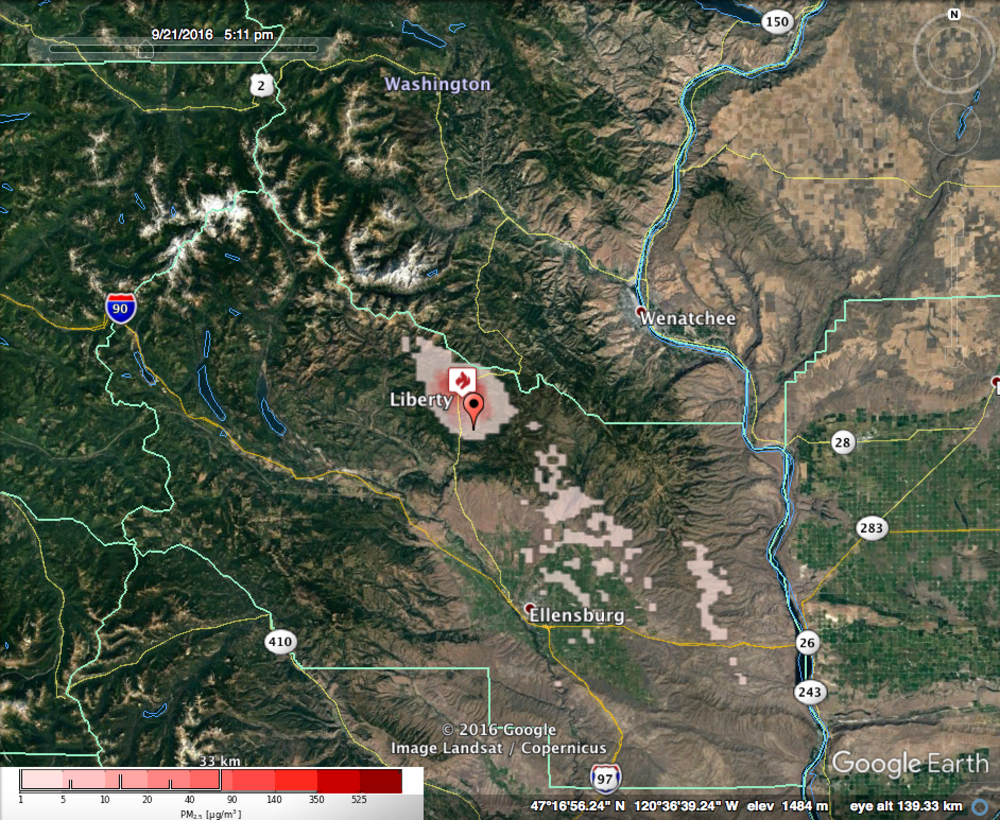 150
N
9/21/2016 5:11 pm
2
Washington
90
Wenatchee
Liberty
28
283
Ellensburg
410
26
243
© 2016 Google
Image Landsat / Copernicus
33 km
Google Earth
97
1 5 10 20 40 90 140 350 525
PM₂.₅ [µg/m³]
47°16'56.24" N 120°36'39.24" W elev 1484 m eye alt 139.33 km